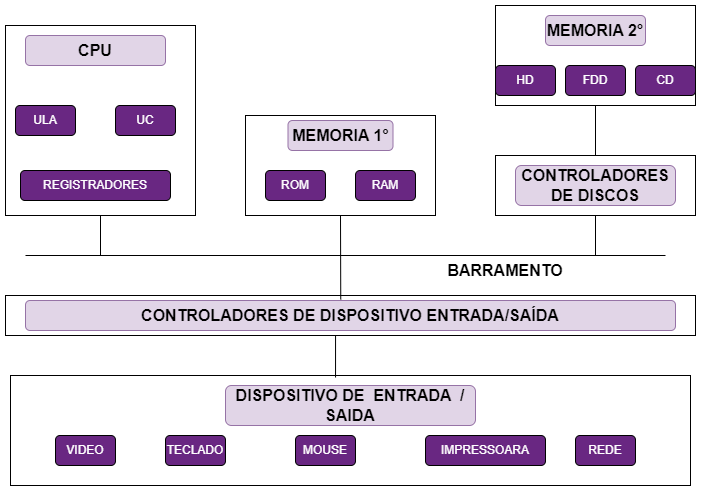 CPU
ULA
UC
REGISTRADORES
MEMORIA 1°
ROM
RAM
MEMORIA 2°
HD
FDD
CD
CONTROLADORES
DE DISCOS
BARRAMENTO
CONTROLADORES DE DISPOSITIVO ENTRADA/SAÍDA
DISPOSITIVO DE ENTRADA /
SAIDA
VIDEO
TECLADO
MOUSE
IMPRESSOARA
REDE